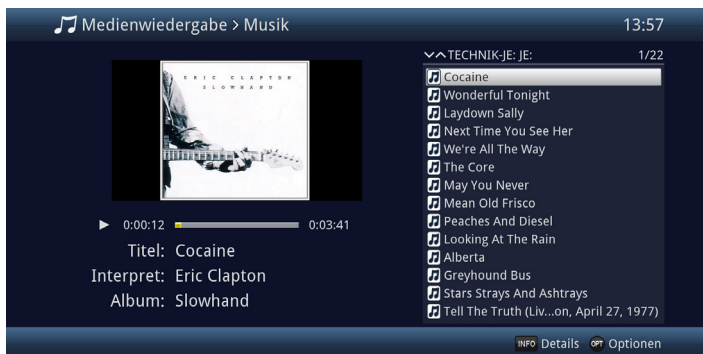 Medienwiedergabe > Musik
13:57
ERIC CLAPTON
SLOWHAND
0:00:12
0:03:41
Titel: Cocaine
Interpret: Eric Clapton
Album: Slowhand
TECHNIK-JE: JE: 1/22
Cocaine
Wonderful Tonight
Laydown Sally
Next Time You See Her
We're All The Way
The Core
May You Never
Mean Old Frisco
Peaches And Diesel
Looking At The Rain
Alberta
Greyhound Bus
Stars Strays And Ashtrays
Tell The Truth (Liv...on, April 27, 1977)
INFO Details OPT Optionen